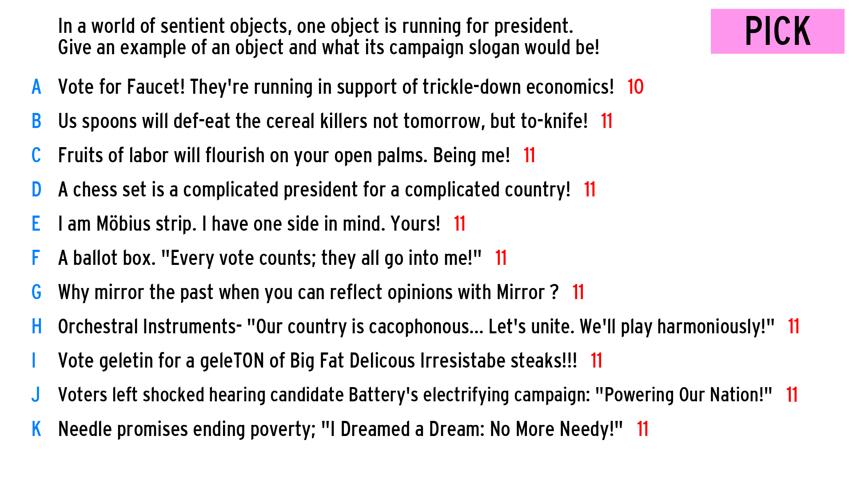 In a world of sentient objects, one object is running for president.
Give an example of an object and what its campaign slogan would be!
PICK
A Vote for Faucet! They're running in support of trickle-down economics! 10
B Us spoons will def-eat the cereal killers not tomorrow, but to-knife! 11
C Fruits of labor will flourish on your open palms. Being me! 11
D A chess set is a complicated president for a complicated country! 11
E I am Möbius strip. I have one side in mind. Yours! 11
F A ballot box. "Every vote counts; they all go into me!" 11
G Why mirror the past when you can reflect opinions with Mirror ? 11
H Orchestral Instruments- "Our country is cacophonous... Let's unite. We'll play harmoniously!" 11
I Vote geletin for a geleTON of Big Fat Delicous Irresistabe steaks!!! 11
J Voters left shocked hearing candidate Battery's electrifying campaign: "Powering Our Nation!" 11
K Needle promises ending poverty; "I Dreamed a Dream: No More Needy!" 11